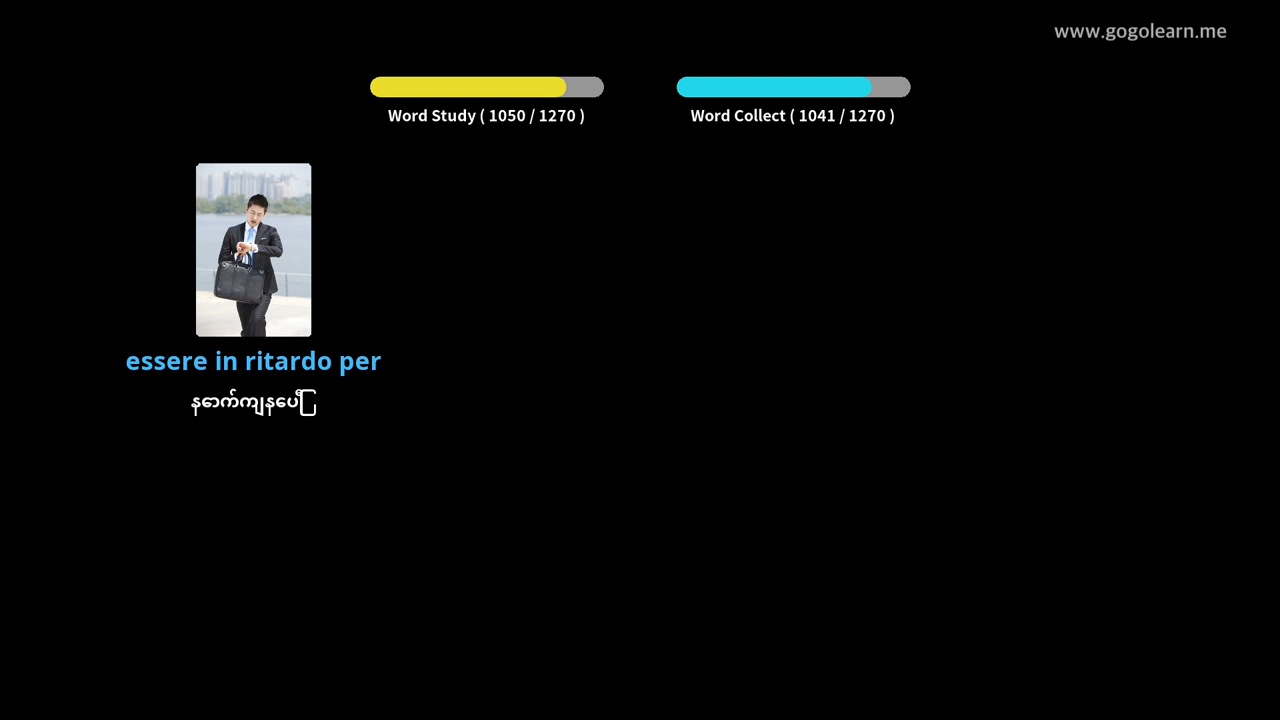 www.gogolearn.me
Word Study ( 1050 / 1270 )
Word Collect ( 1041 / 1270 )
essere in ritardo per
နောက်ကျနေပြီ